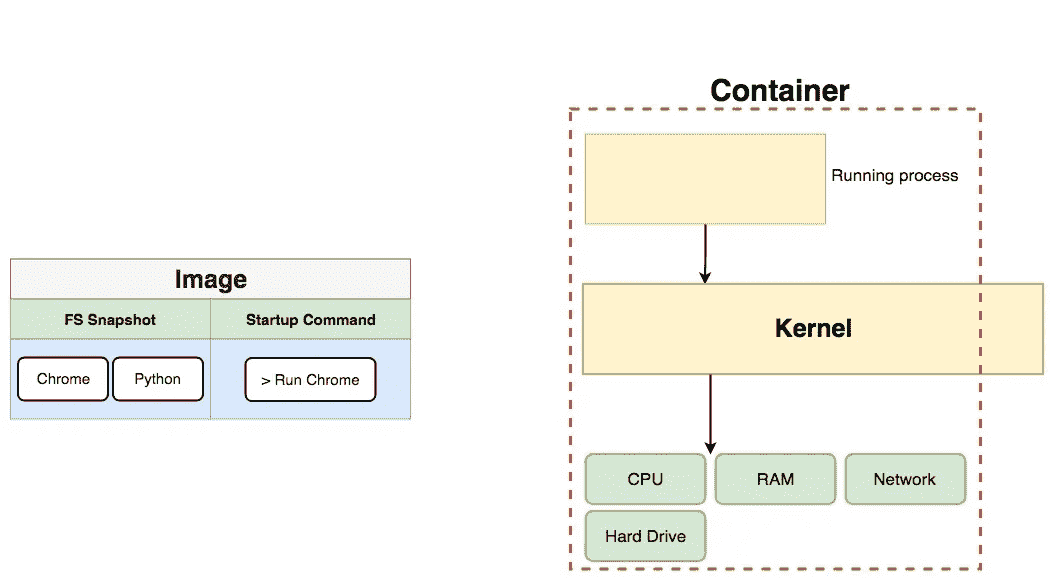 Container
Running process
Image
FS Snapshot
Startup Command
Chrome
Python
> Run Chrome
Kernel
CPU
RAM
Network
Hard Drive